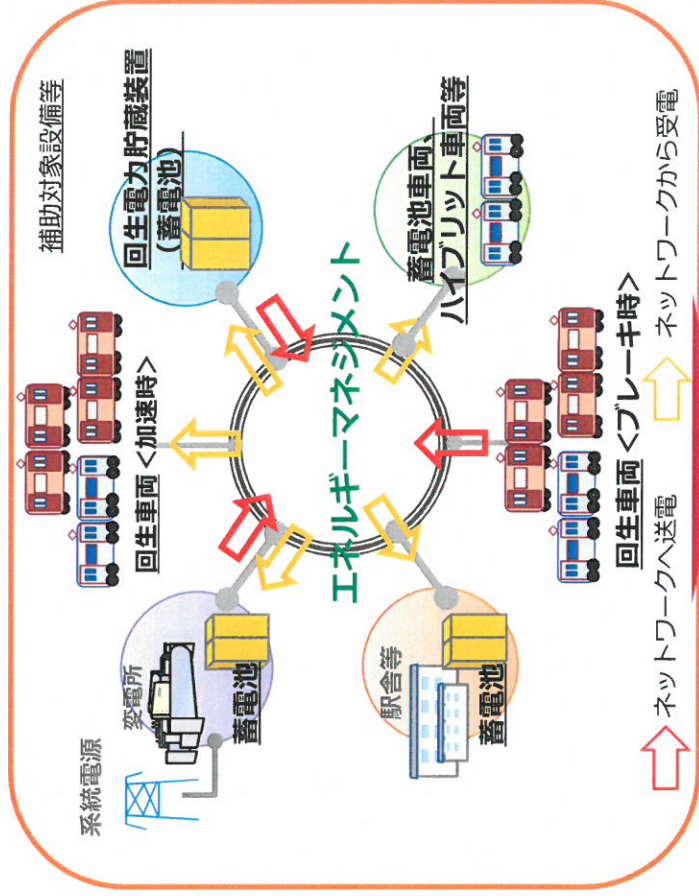 補助対象設備等
系統電源
変電所
蓄電池
回生車両 <加速時>
回生電力貯蔵装置
(蓄電池)
エネルギーマネジメント
駅舎等
蓄電池
回生車両 <ブレーキ時>
蓄電池車両、
ハイブリット車両等
ネットワークへ送電
ネットワークから受電